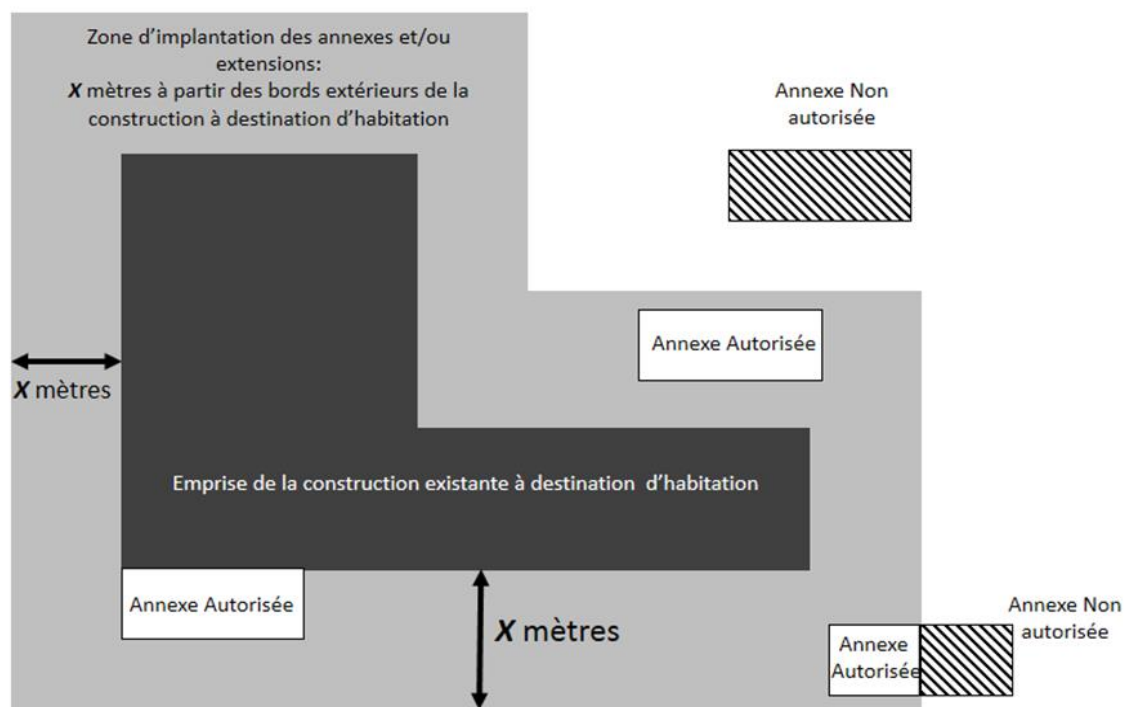 Zone d'implantation des annexes et/ou
extensions:
X mètres à partir des bords extérieurs de la
construction à destination d'habitation
Annexe Non
autorisée
Annexe Autorisée
X mètres
Emprise de la construction existante à destination d'habitation
Annexe Autorisée
X mètres
Annexe
Autorisée
Annexe Non
autorisée